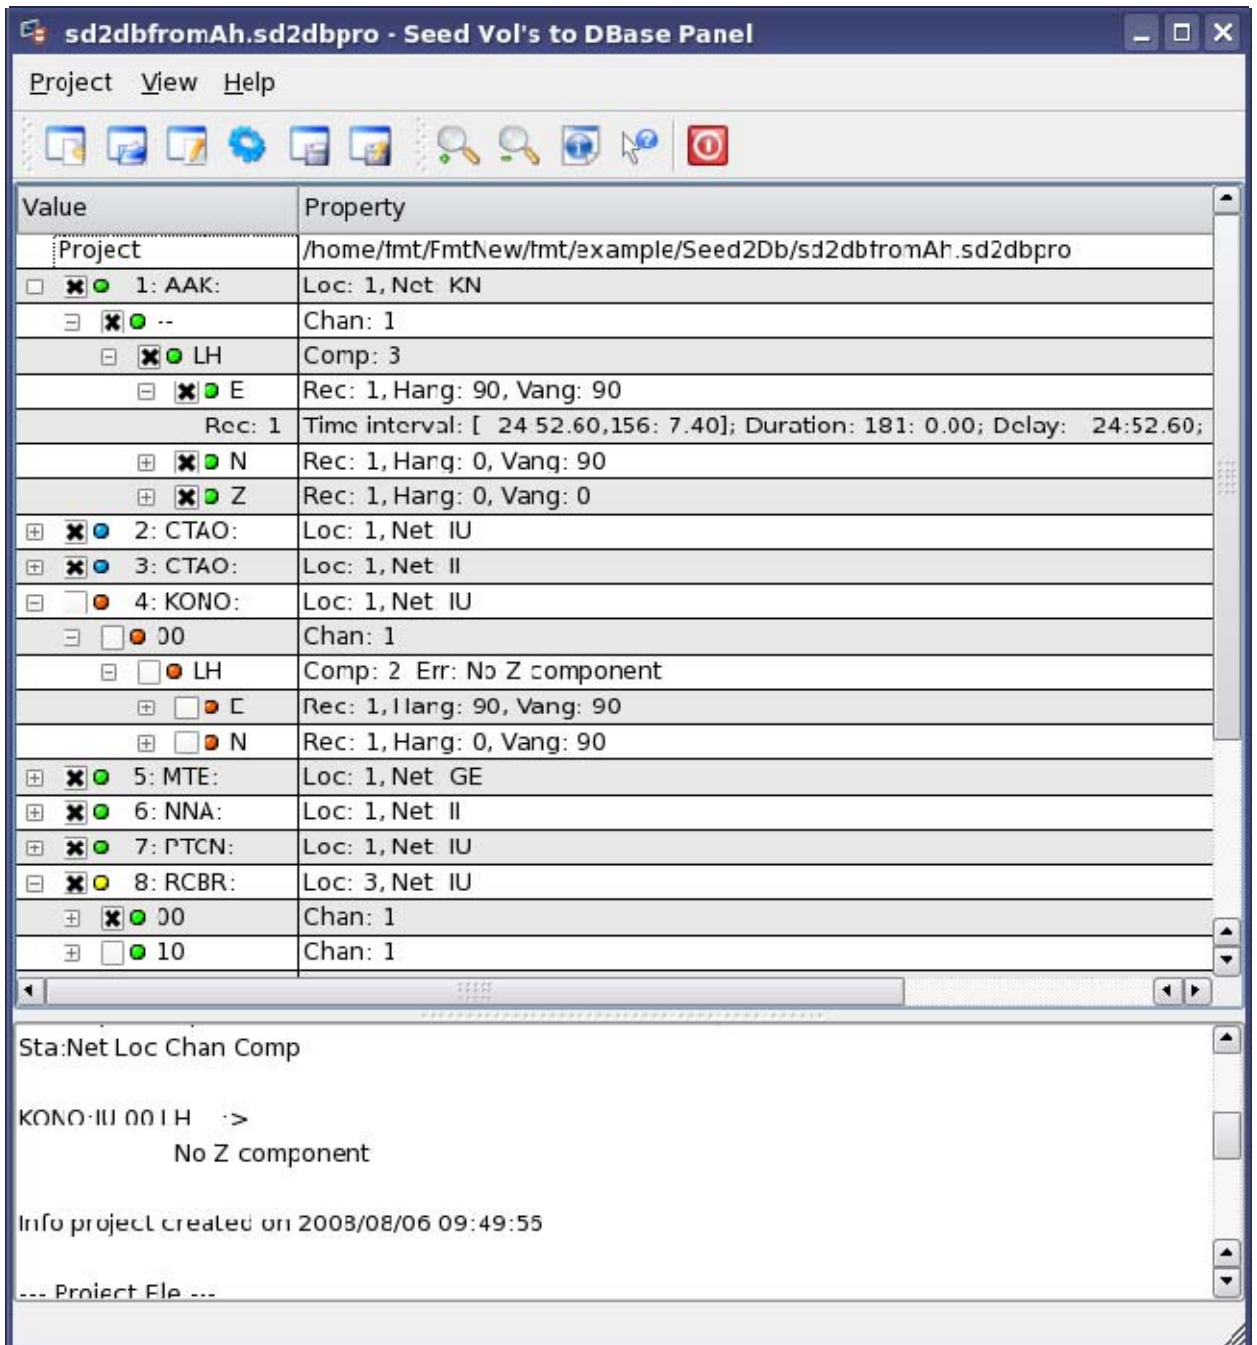 sd2dbfromAh.sd2dbpro - Seed Vol's to DBase Panel
Project View Help
Value Property
Project /home/fmt/FmtNew/fmt/example/Seed2Db/sd2dbfromAh.sd2dbpro
1: AAK: Loc: 1, Net: KN
-- Chan: 1
LH Comp: 3
E Rec: 1, Hang: 90, Vang: 90
Rec: 1 Time interval: [ 24:52.60,156: 7.40]; Duration: 181: 0.00; Delay: 24:52.60;
N Rec: 1, Hang: 0, Vang: 90
Z Rec: 1, Hang: 0, Vang: 0
2: CTAO: Loc: 1, Net: IU
3: CTAO: Loc: 1, Net: II
4: KONO: Loc: 1, Net: IU
00 Chan: 1
LH Comp: 2 Err: No Z component
E Rec: 1, Hang: 90, Vang: 90
N Rec: 1, Hang: 0, Vang: 90
5: MTE: Loc: 1, Net: GE
6: NNA: Loc: 1, Net: II
7: PTCN: Loc: 1, Net: IU
8: RCBR: Loc: 3, Net: IU
00 Chan: 1
10 Chan: 1
Sta:Net Loc Chan Comp
KONO:IU 00 LH :>
No Z component
Info project created on 2008/08/06 09:49:56
--- Project File ---